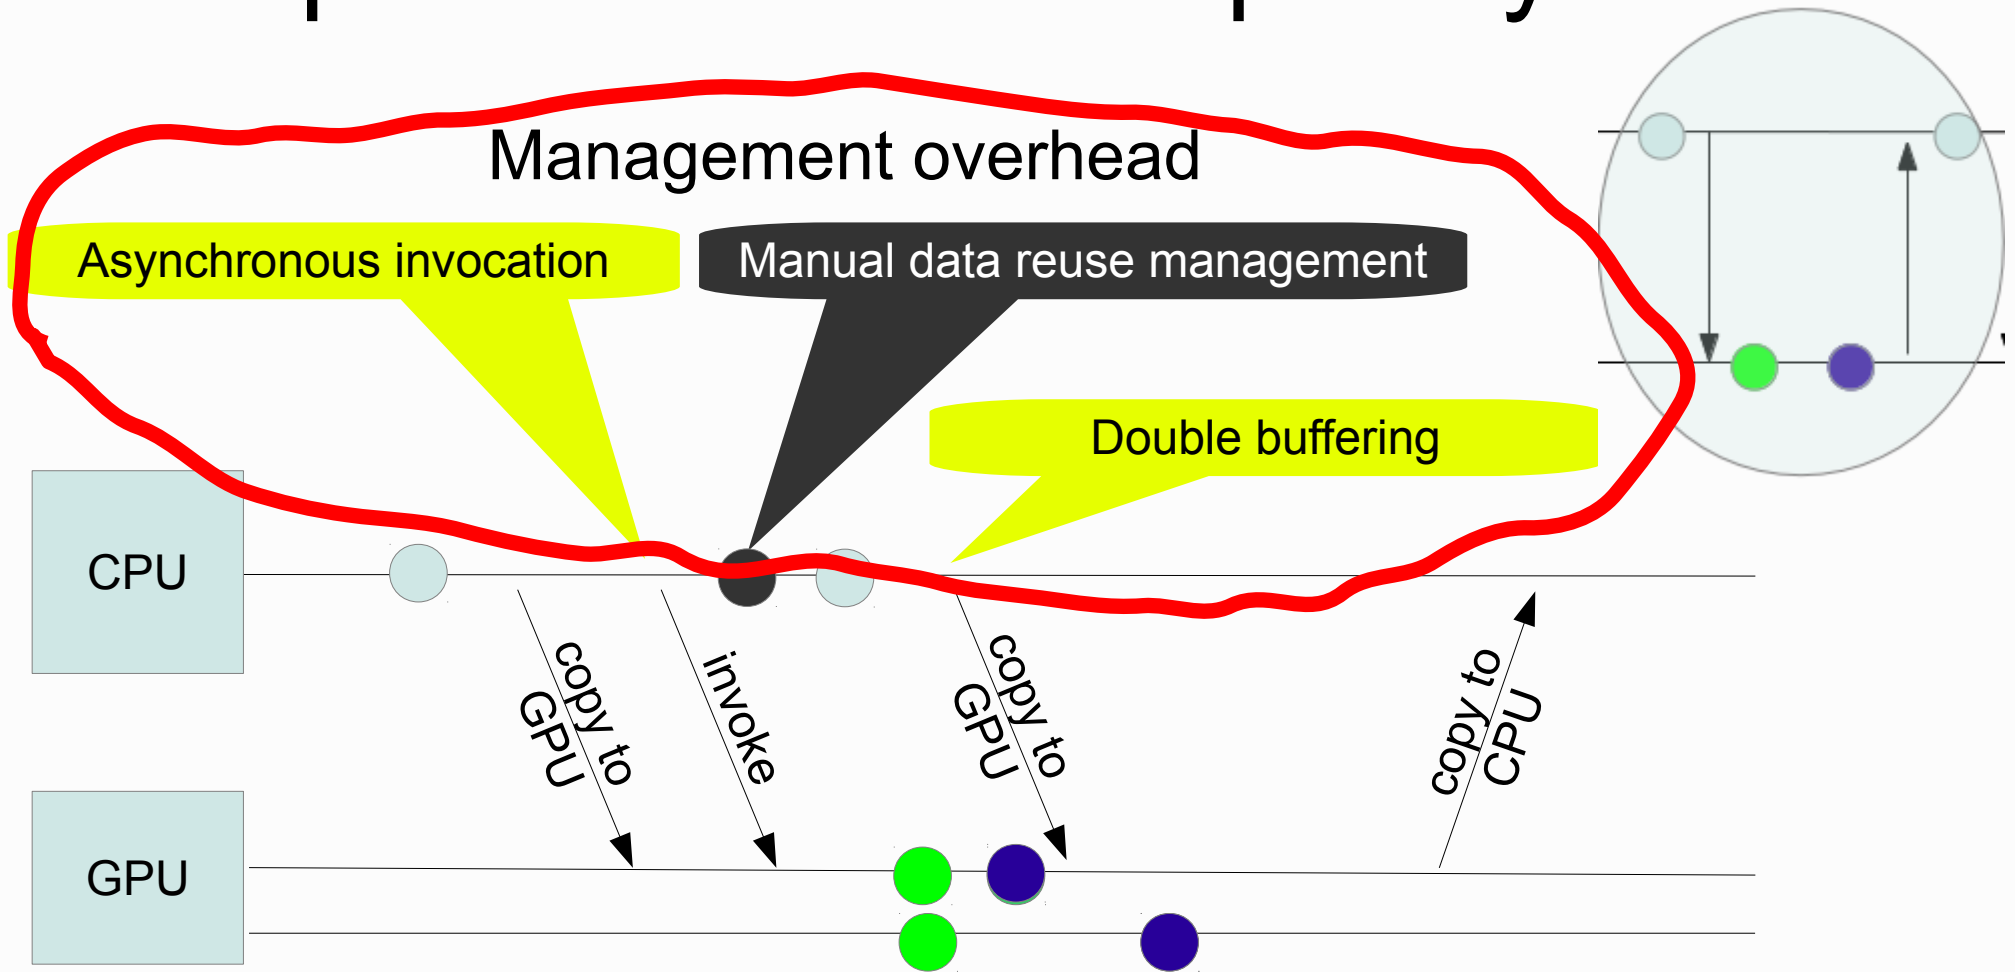 Management overhead
Asynchronous invocation
Manual data reuse management
Double buffering
CPU
copy to
GPU
invoke
copy to
GPU
copy to
CPU
GPU